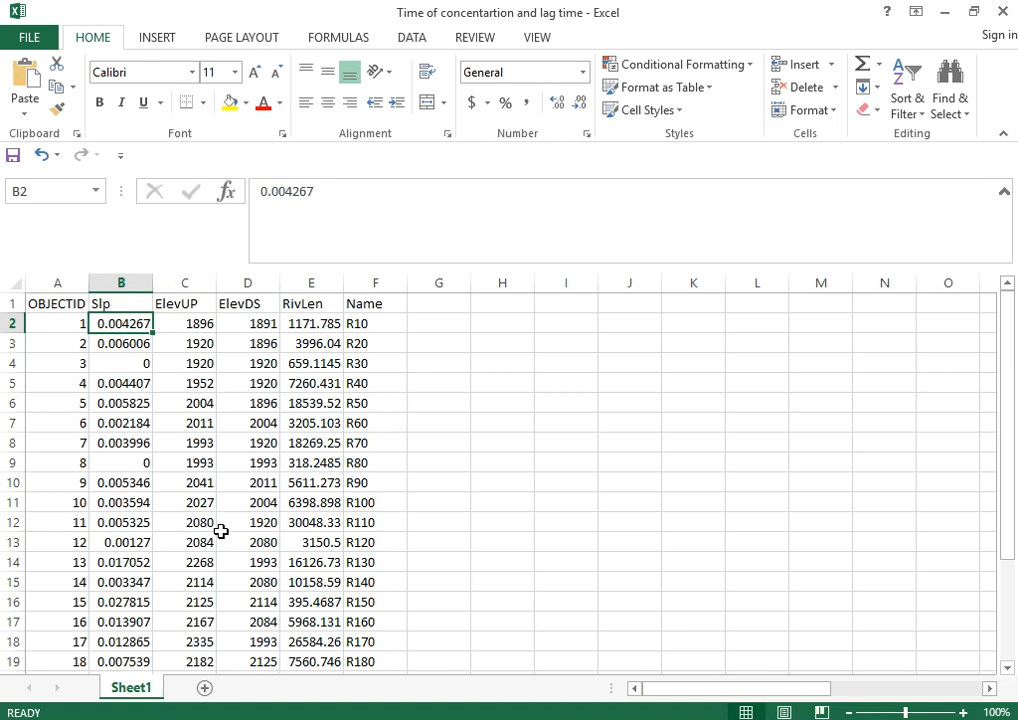 Time of concentartion and lag time - Excel
?
Sign in
FILE HOME INSERT PAGE LAYOUT FORMULAS DATA REVIEW VIEW
Paste
Calibri 11
B I U A
General
$ % ,
Conditional Formatting
Format as Table
Cell Styles
Insert
Delete
Format
Sort & Filter
Find & Select
Clipboard Font Alignment Number Styles Cells Editing
B2 fx 0.004267
A B C D E F G H I J K L M N O
1 OBJECTID Slp ElevUP ElevDS RivLen Name
2 1 0.004267 1896 1891 1171.785 R10
3 2 0.006006 1920 1896 3996.04 R20
4 3 0 1920 1920 659.1145 R30
5 4 0.004407 1952 1920 7260.431 R40
6 5 0.005825 2004 1896 18539.52 R50
7 6 0.002184 2011 2004 3205.103 R60
8 7 0.003996 1993 1920 18269.25 R70
9 8 0 1993 1993 318.2485 R80
10 9 0.005346 2041 2011 5611.273 R90
11 10 0.003594 2027 2004 6398.898 R100
12 11 0.005325 2080 1920 30048.33 R110
13 12 0.00127 2084 2080 3150.5 R120
14 13 0.017052 2268 1993 16126.73 R130
15 14 0.003347 2114 2080 10158.59 R140
16 15 0.027815 2125 2114 395.4687 R150
17 16 0.013907 2167 2084 5968.131 R160
18 17 0.012865 2335 1993 26584.26 R170
19 18 0.007539 2182 2125 7560.746 R180
Sheet1
READY 100%